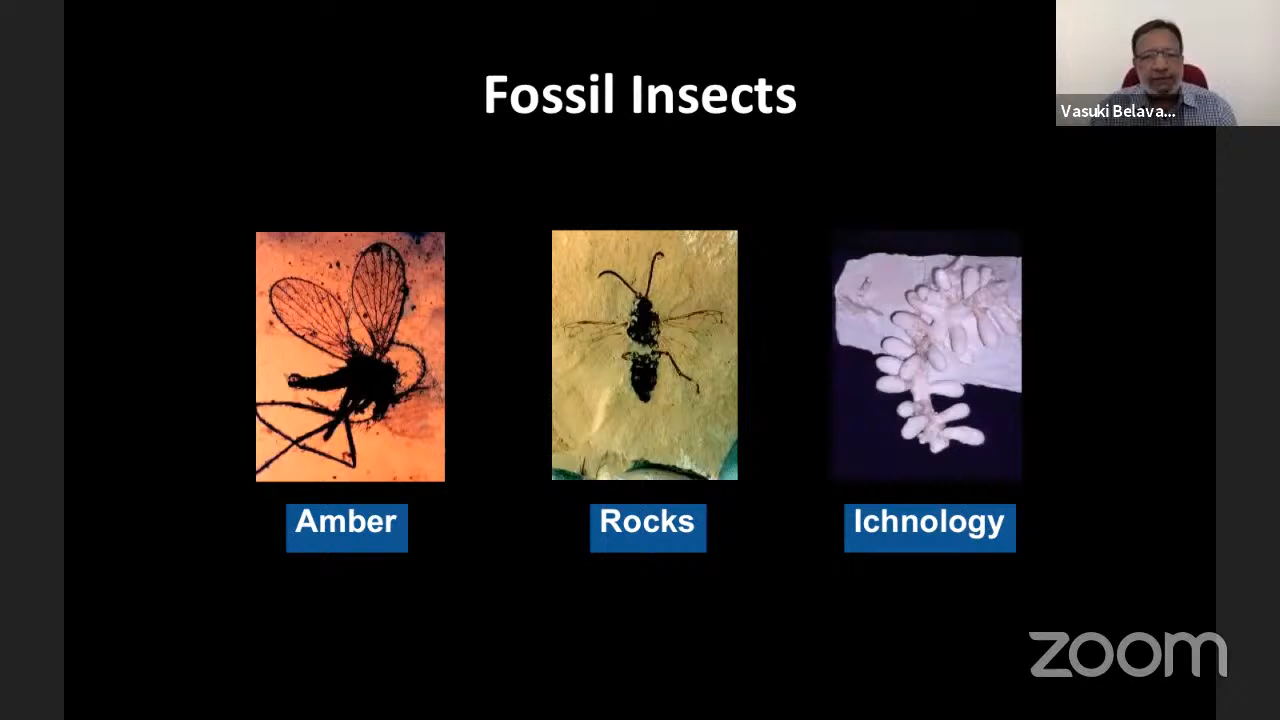 Fossil Insects
Vasuki Belava...
Amber
Rocks
Ichnology
zoom